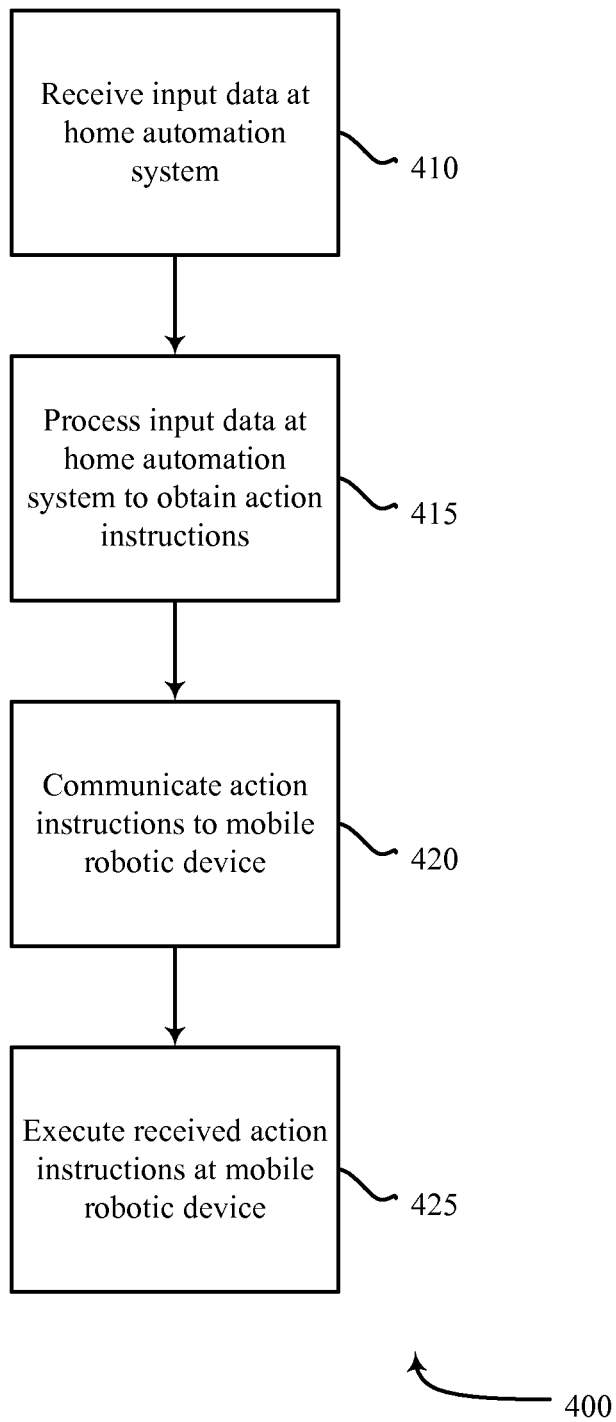 Receive input data at
home automation
system
410
Process input data at
home automation
system to obtain action
instructions
415
Communicate action
instructions to mobile
robotic device
420
Execute received action
instructions at mobile
robotic device
425
400